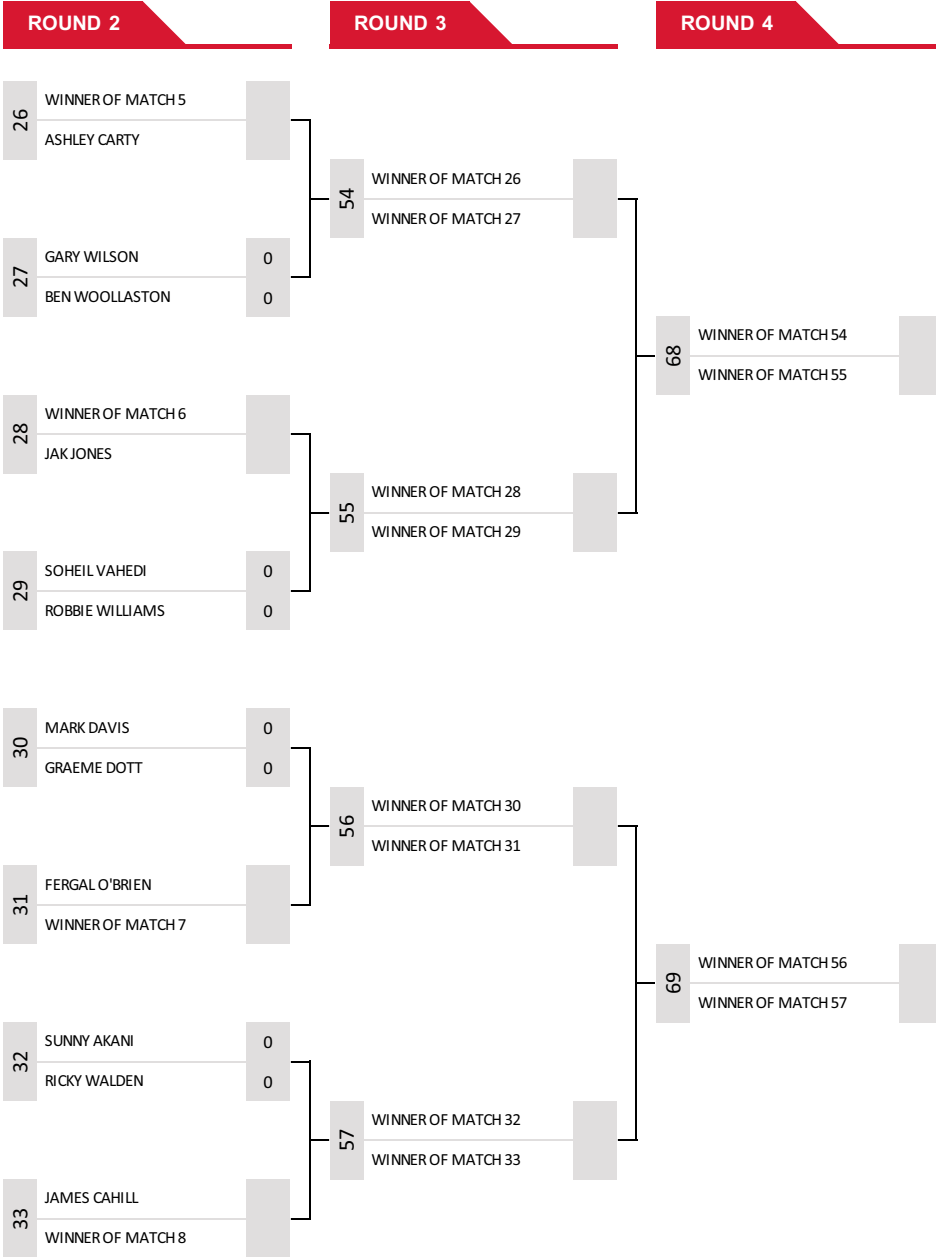 ROUND 2
ROUND 3
ROUND 4
26
WINNER OF MATCH 5
ASHLEY CARTY
54
WINNER OF MATCH 26
WINNER OF MATCH 27
27
GARY WILSON 0
BEN WOOLLASTON 0
68
WINNER OF MATCH 54
WINNER OF MATCH 55
28
WINNER OF MATCH 6
JAK JONES
55
WINNER OF MATCH 28
WINNER OF MATCH 29
29
SOHEIL VAHEDI 0
ROBBIE WILLIAMS 0
30
MARK DAVIS 0
GRAEME DOTT 0
56
WINNER OF MATCH 30
WINNER OF MATCH 31
31
FERGAL O'BRIEN
WINNER OF MATCH 7
69
WINNER OF MATCH 56
WINNER OF MATCH 57
32
SUNNY AKANI 0
RICKY WALDEN 0
57
WINNER OF MATCH 32
WINNER OF MATCH 33
33
JAMES CAHILL
WINNER OF MATCH 8